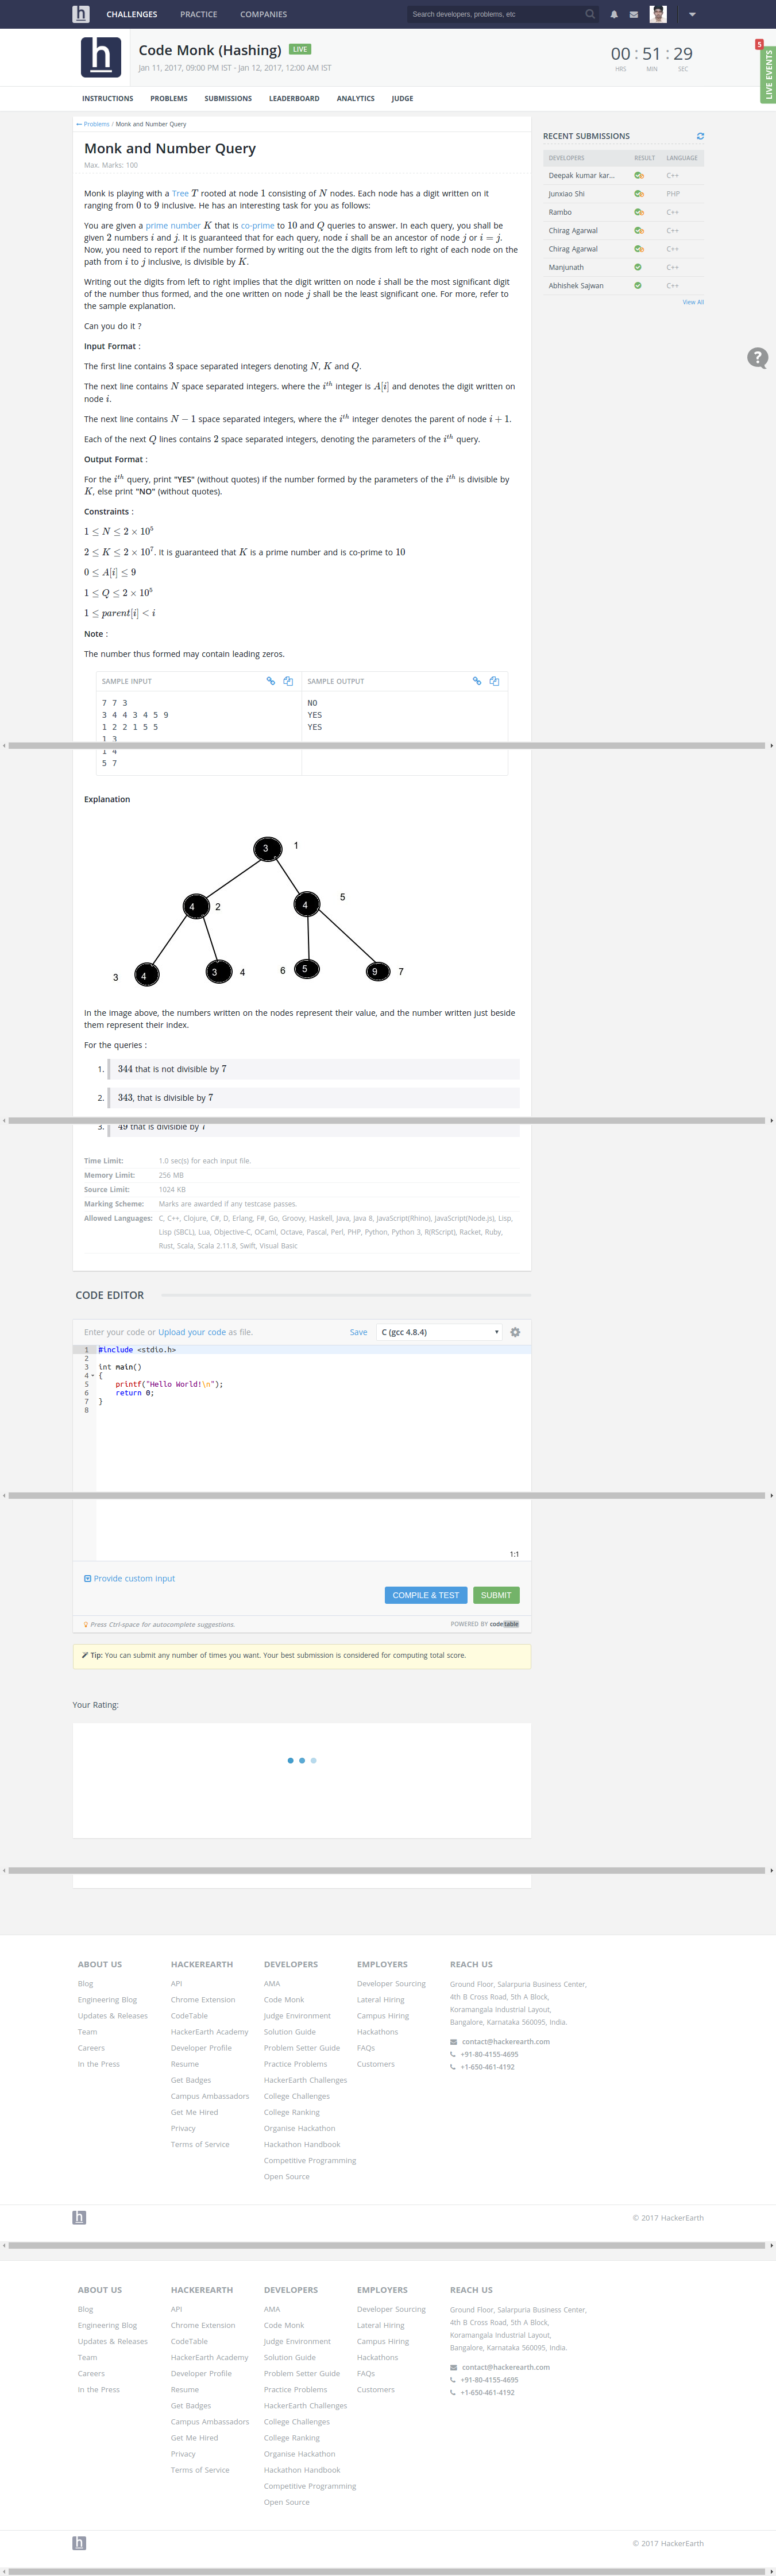 CHALLENGES PRACTICE COMPANIES Search developers, problems, etc
Code Monk (Hashing) LIVE
Jan 11, 2017, 09:00 PM IST - Jan 12, 2017, 12:00 AM IST
00 : 51 : 29
HRS MIN SEC
5
LIVE EVENTS
INSTRUCTIONS PROBLEMS SUBMISSIONS LEADERBOARD ANALYTICS JUDGE
← Problems / Monk and Number Query
Monk and Number Query
Max. Marks: 100
Monk is playing with a Tree T rooted at node 1 consisting of N nodes. Each node has a digit written on it
ranging from 0 to 9 inclusive. He has an interesting task for you as follows:
You are given a prime number K that is co-prime to 10 and Q queries to answer. In each query, you shall be
given 2 numbers i and j. It is guaranteed that for each query, node i shall be an ancestor of node j or i = j.
Now, you need to report if the number formed by writing out the the digits from left to right of each node on the
path from i to j inclusive, is divisible by K.
Writing out the digits from left to right implies that the digit written on node i shall be the most significant digit
of the number thus formed, and the one written on node j shall be the least significant one. For more, refer to
the sample explanation.
Can you do it ?
Input Format :
The first line contains 3 space separated integers denoting N, K and Q.
The next line contains N space separated integers. where the i^th integer is A[i] and denotes the digit written on
node i.
The next line contains N − 1 space separated integers, where the i^th integer denotes the parent of node i + 1.
Each of the next Q lines contains 2 space separated integers, denoting the parameters of the i^th query.
Output Format :
For the i^th query, print "YES" (without quotes) if the number formed by the parameters of the i^th is divisible by
K, else print "NO" (without quotes).
Constraints :
1 ≤ N ≤ 2 × 10^5
2 ≤ K ≤ 2 × 10^7. It is guaranteed that K is a prime number and is co-prime to 10
0 ≤ A[i] ≤ 9
1 ≤ Q ≤ 2 × 10^5
1 ≤ parent[i] < i
Note :
The number thus formed may contain leading zeros.
SAMPLE INPUT
7 7 3
3 4 4 3 4 5 9
1 2 2 1 5 5
1 3
1 4
5 7
SAMPLE OUTPUT
NO
YES
YES
Explanation
3 1
4 2 4 5
3 4 3 4 6 5 9 7
In the image above, the numbers written on the nodes represent their value, and the number written just beside
them represent their index.
For the queries :
1. 344 that is not divisible by 7
2. 343, that is divisible by 7
3. 49 that is divisible by 7
Time Limit: 1.0 sec(s) for each input file.
Memory Limit: 256 MB
Source Limit: 1024 KB
Marking Scheme: Marks are awarded if any testcase passes.
Allowed Languages: C, C++, Clojure, C#, D, Erlang, F#, Go, Groovy, Haskell, Java, Java 8, JavaScript(Rhino), JavaScript(Node.js), Lisp,
Lisp (SBCL), Lua, Objective-C, OCaml, Octave, Pascal, Perl, PHP, Python, Python 3, R(RScript), Racket, Ruby,
Rust, Scala, Scala 2.11.8, Swift, Visual Basic
RECENT SUBMISSIONS
DEVELOPERS RESULT LANGUAGE
Deepak kumar kar... C++
Junxiao Shi PHP
Rambo C++
Chirag Agarwal C++
Chirag Agarwal C++
Manjunath C++
Abhishek Sajwan C++
View All
?
CODE EDITOR
Enter your code or Upload your code as file. Save C (gcc 4.8.4)
1 #include <stdio.h>
2
3 int main()
4 {
5 printf("Hello World!\n");
6 return 0;
7 }
8
1:1
Provide custom input
COMPILE & TEST SUBMIT
Press Ctrl-space for autocomplete suggestions. POWERED BY codetable
Tip: You can submit any number of times you want. Your best submission is considered for computing total score.
Your Rating:
ABOUT US
Blog
Engineering Blog
Updates & Releases
Team
Careers
In the Press
HACKEREARTH
API
Chrome Extension
CodeTable
HackerEarth Academy
Developer Profile
Resume
Get Badges
Campus Ambassadors
Get Me Hired
Privacy
Terms of Service
DEVELOPERS
AMA
Code Monk
Judge Environment
Solution Guide
Problem Setter Guide
Practice Problems
HackerEarth Challenges
College Challenges
College Ranking
Organise Hackathon
Hackathon Handbook
Competitive Programming
Open Source
EMPLOYERS
Developer Sourcing
Lateral Hiring
Campus Hiring
Hackathons
FAQs
Customers
REACH US
Ground Floor, Salarpuria Business Center,
4th B Cross Road, 5th A Block,
Koramangala Industrial Layout,
Bangalore, Karnataka 560095, India.
contact@hackerearth.com
+91-80-4155-4695
+1-650-461-4192
h © 2017 HackerEarth
ABOUT US
Blog
Engineering Blog
Updates & Releases
Team
Careers
In the Press
HACKEREARTH
API
Chrome Extension
CodeTable
HackerEarth Academy
Developer Profile
Resume
Get Badges
Campus Ambassadors
Get Me Hired
Privacy
Terms of Service
DEVELOPERS
AMA
Code Monk
Judge Environment
Solution Guide
Problem Setter Guide
Practice Problems
HackerEarth Challenges
College Challenges
College Ranking
Organise Hackathon
Hackathon Handbook
Competitive Programming
Open Source
EMPLOYERS
Developer Sourcing
Lateral Hiring
Campus Hiring
Hackathons
FAQs
Customers
REACH US
Ground Floor, Salarpuria Business Center,
4th B Cross Road, 5th A Block,
Koramangala Industrial Layout,
Bangalore, Karnataka 560095, India.
contact@hackerearth.com
+91-80-4155-4695
+1-650-461-4192
h © 2017 HackerEarth